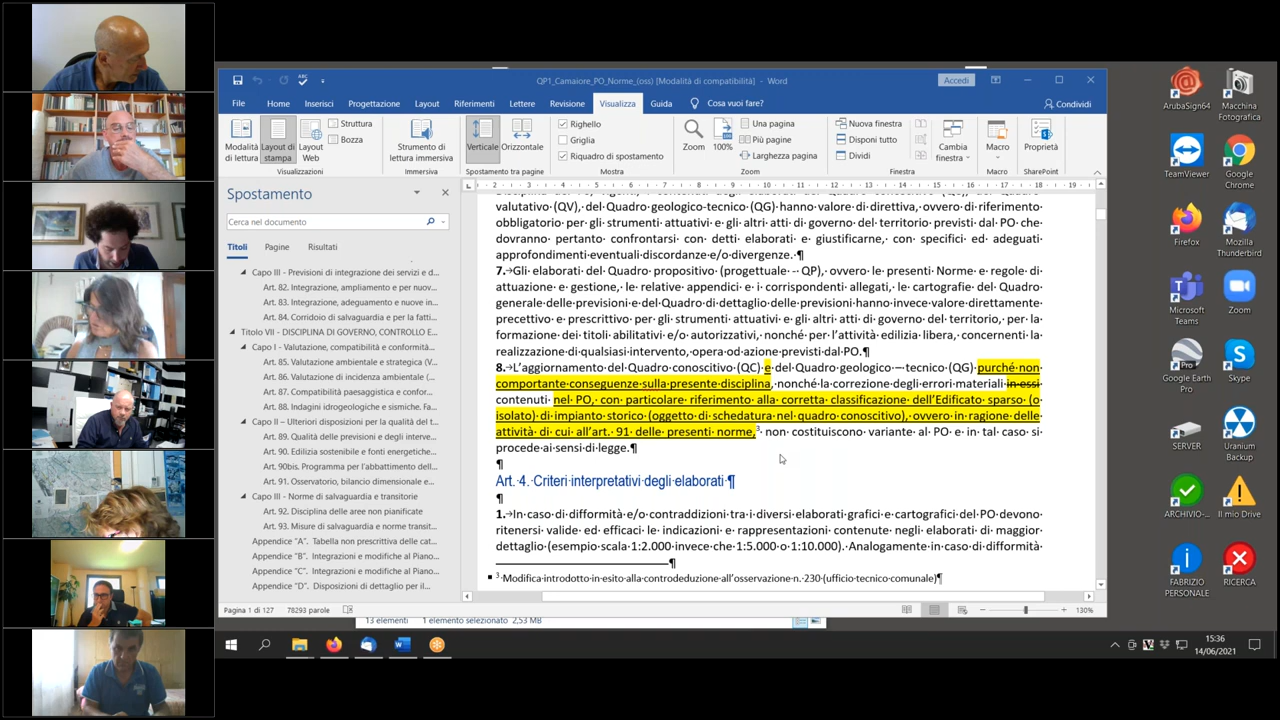 QP1_Camaiore_PO_Norme_(oss) [Modalità di compatibilità] - Word
Accedi
File Home Inserisci Progettazione Layout Riferimenti Lettere Revisione Visualizza Guida Cosa vuoi fare? Condividi
Modalità di lettura
Layout di stampa
Layout Web
Struttura
Bozza
Visualizzazioni
Strumento di lettura immersiva
Immersiva
Verticale
Orizzontale
Spostamento tra pagine
Righello
Griglia
Riquadro di spostamento
Mostra
Zoom
100%
Una pagina
Più pagine
Larghezza pagina
Zoom
Nuova finestra
Disponi tutto
Dividi
Cambia finestra
Finestra
Macro
Macro
Proprietà
SharePoint
Spostamento
Cerca nel documento
Titoli Pagine Risultati
Capo III - Previsioni di integrazione dei servizi e d...
Art. 82. Integrazione, ampliamento e per nuov...
Art. 83. Integrazione, adeguamento e nuove in...
Art. 84. Corridoio di salvaguardia e per la fatti...
Titolo VII - DISCIPLINA DI GOVERNO, CONTROLLO E...
Capo I - Valutazione, compatibilità e conformità...
Art. 85. Valutazione ambientale e strategica (V...
Art. 86. Valutazione di incidenza ambientale (...
Art. 87. Compatibilità paesaggistica e confor...
Art. 88. Indagini idrogeologiche e sismiche. Fa...
Capo II – Ulteriori disposizioni per la qualità del t...
Art. 89. Qualità delle previsioni e degli interve...
Art. 90. Edilizia sostenibile e fonti energetiche...
Art. 90bis. Programma per l'abbattimento dell...
Art. 91. Osservatorio, bilancio dimensionale e...
Capo III - Norme di salvaguardia e transitorie
Art. 92. Disciplina delle aree non pianificate
Art. 93. Misure di salvaguardia e norme transit...
Appendice "A". Tabella non prescrittiva delle cat...
Appendice "B". Integrazioni e modifiche al Piano...
Appendice "C". Integrazioni e modifiche al Piano...
Appendice "D". Disposizioni di dettaglio per il...
2 3 4 5 6 7 8 9 10 11 12 13 14 15 16 17 18 19
valutativo (QV), del Quadro geologico-tecnico (QG) hanno valore di direttiva, ovvero di riferimento
obbligatorio per gli strumenti attuativi e gli altri atti di governo del territorio previsti dal PO che
dovranno pertanto confrontarsi con detti elaborati e giustificarne, con specifici ed adeguati
approfondimenti eventuali discordanze e/o divergenze. ¶
7. Gli elaborati del Quadro propositivo (progettuale - QP), ovvero le presenti Norme e regole di
attuazione e gestione, le relative appendici e i corrispondenti allegati, le cartografie del Quadro
generale delle previsioni e del Quadro di dettaglio delle previsioni hanno invece valore direttamente
precettivo e prescrittivo per gli strumenti attuativi e gli altri atti di governo del territorio, per la
formazione dei titoli abilitativi e/o autorizzativi, nonché per l'attività edilizia libera, concernenti la
realizzazione di qualsiasi intervento, opera od azione previsti dal PO.¶
8. L'aggiornamento del Quadro conoscitivo (QC) e del Quadro geologico – tecnico (QG) purché non
comportante conseguenze sulla presente disciplina, nonché la correzione degli errori materiali in essi
contenuti nel PO, con particolare riferimento alla corretta classificazione dell'Edificato sparso (o
isolato) di impianto storico (oggetto di schedatura nel quadro conoscitivo), ovvero in ragione delle
attività di cui all'art. 91 delle presenti norme,3 non costituiscono variante al PO e in tal caso si
procede ai sensi di legge.¶
¶
Art. 4. Criteri interpretativi degli elaborati ¶
¶
1. In caso di difformità e/o contraddizioni tra i diversi elaborati grafici e cartografici del PO devono
ritenersi valide ed efficaci le indicazioni e rappresentazioni contenute negli elaborati di maggior
dettaglio (esempio scala 1:2.000 invece che 1:5.000 o 1:10.000). Analogamente in caso di difformità
¶
3 Modifica introdotto in esito alla controdeduzione all'osservazione n. 230 (ufficio tecnico comunale)¶
Pagina 1 di 127 78293 parole 130%
13 elementi 1 elemento selezionato 2,53 MB
ArubaSign64
Macchina Fotografica
TeamViewer
Google Chrome
Firefox
Mozilla Thunderbird
Microsoft Teams
Zoom
Google Earth Pro
Skype
SERVER
Uranium Backup
ARCHIVIO-...
Il mio Drive
FABRIZIO PERSONALE
RICERCA
15:36
14/06/2021